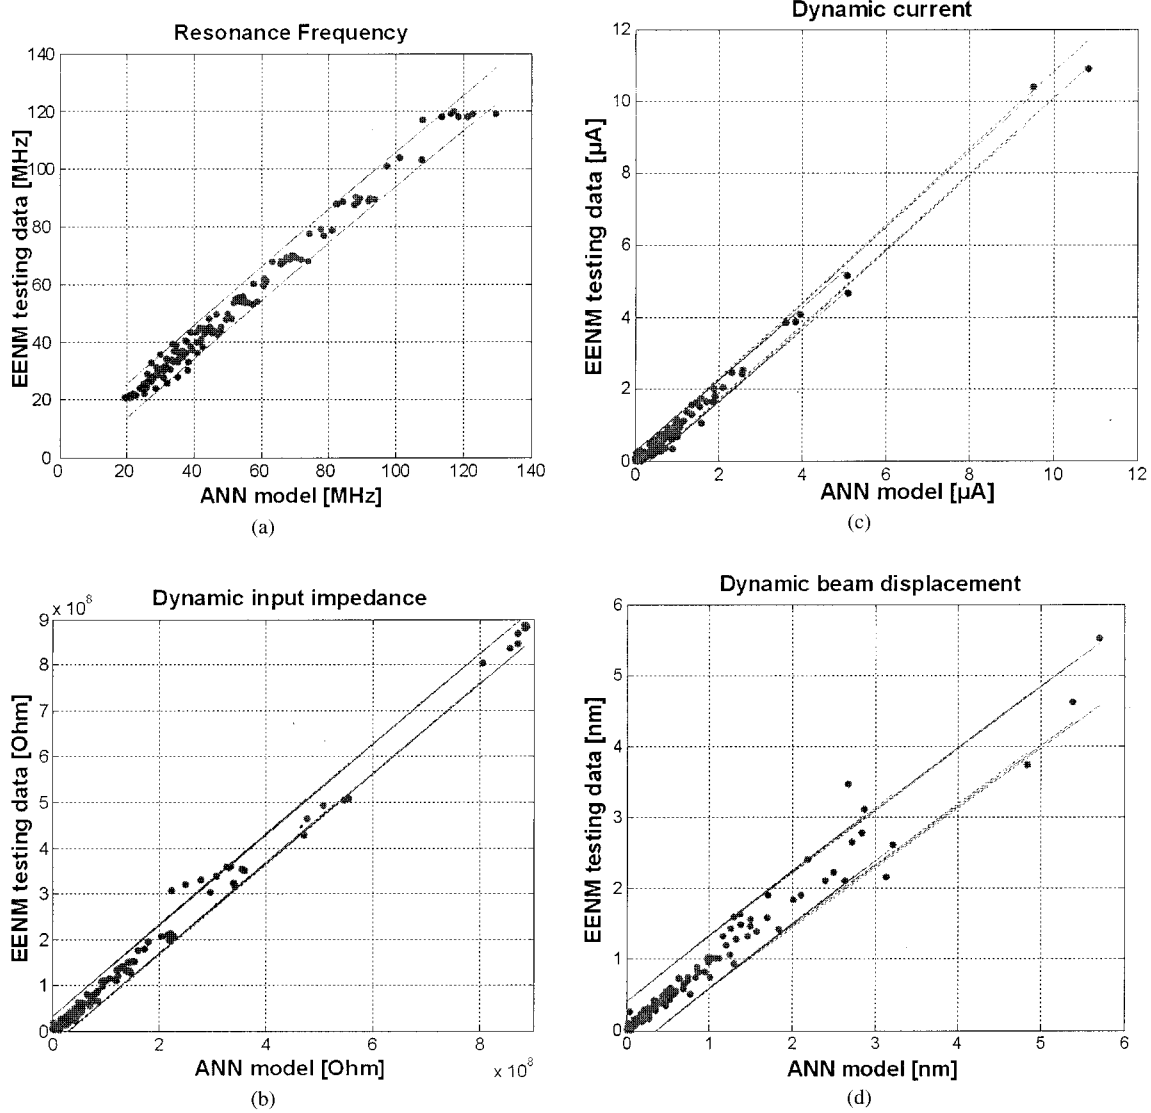 Resonance Frequency
140
120
100
80
60
40
20
0
EENM testing data [MHz]
0 20 40 60 80 100 120 140
ANN model [MHz]
(a)
Dynamic current
12
10
8
6
4
2
0
EENM testing data [µA]
0 2 4 6 8 10 12
ANN model [µA]
(c)
Dynamic input impedance
x 10^8
9
8
7
6
5
4
3
2
1
0
EENM testing data [Ohm]
0 2 4 6 8
ANN model [Ohm]
x 10^8
(b)
Dynamic beam displacement
6
5
4
3
2
1
0
EENM testing data [nm]
0 1 2 3 4 5 6
ANN model [nm]
(d)